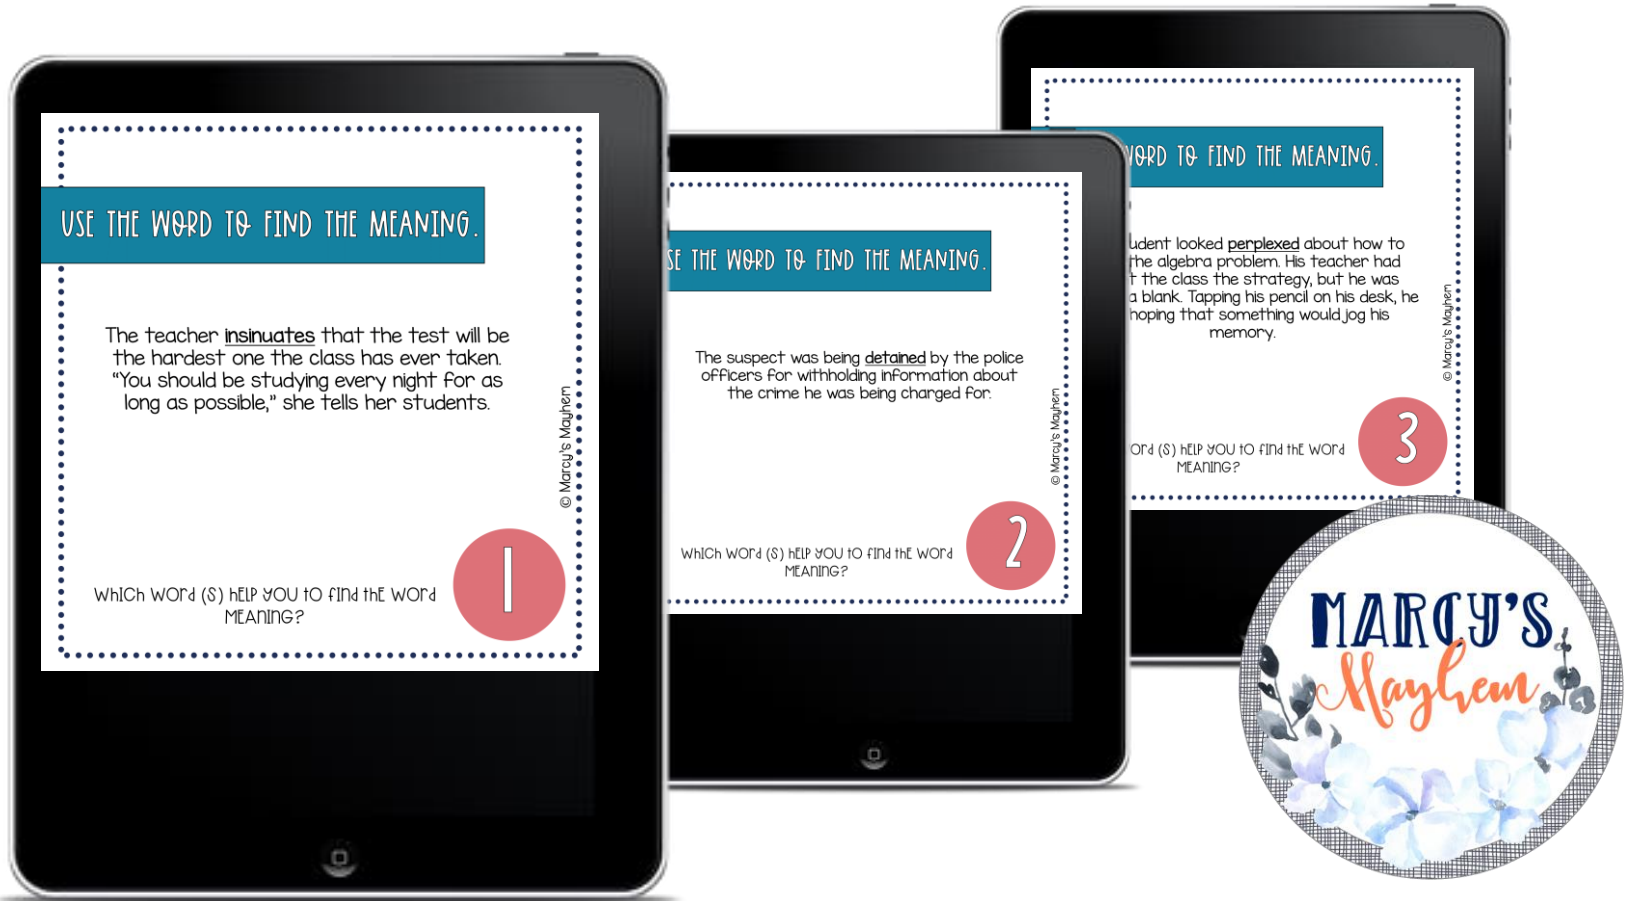 USE THE WORD TO FIND THE MEANING.
The teacher insinuates that the test will be
the hardest one the class has ever taken.
“You should be studying every night for as
long as possible,” she tells her students.
© Marcy's Mayhem
1
WHICH WORD (S) HELP YOU TO FIND THE WORD
MEANING?
SE THE WORD TO FIND THE MEANING.
The suspect was being detained by the police
officers for withholding information about
the crime he was being charged for.
© Marcy's Mayhem
2
WHICH WORD (S) HELP YOU TO FIND THE WORD
MEANING?
WORD TO FIND THE MEANING.
udent looked perplexed about how to
the algebra problem. His teacher had
t the class the strategy, but he was
a blank. Tapping his pencil on his desk, he
hoping that something would jog his
memory.
© Marcy's Mayhem
3
ORD (S) HELP YOU TO FIND THE WORD
MEANING?
MARCY'S
Mayhem